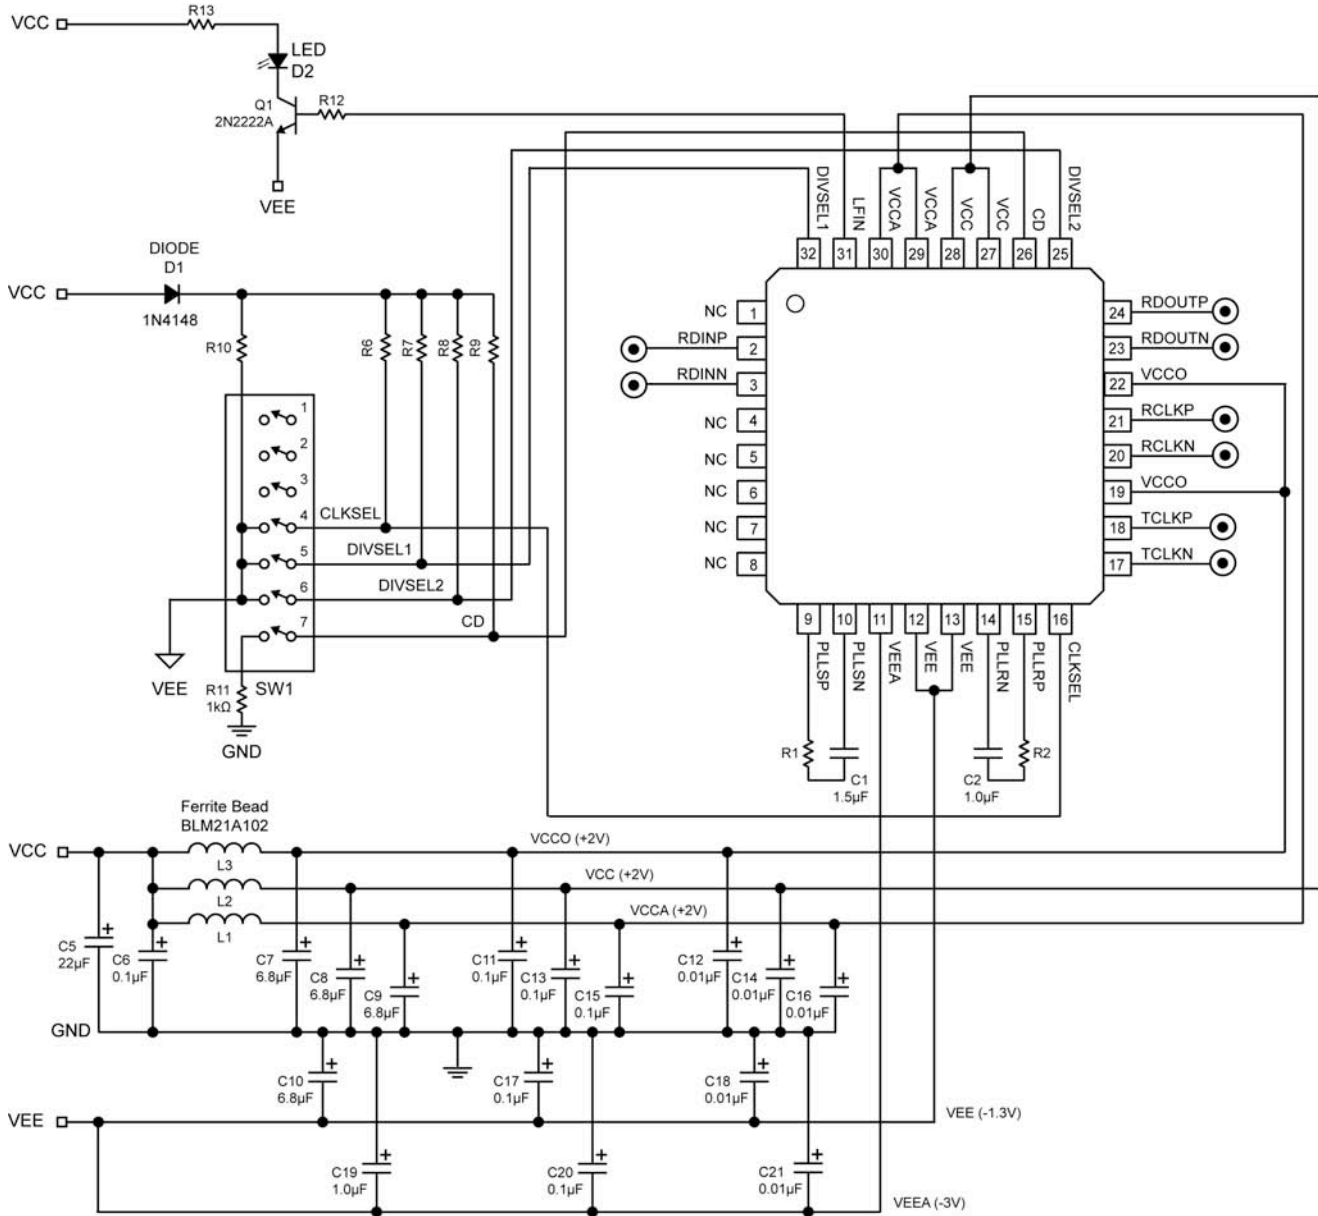 VCC
R13
LED
D2
Q1
2N2222A
R12
VEE
DIODE
D1
VCC
1N4148
R10
R6
R7
R8
R9
1
2
3
4
5
6
7
CLKSEL
DIVSEL1
DIVSEL2
CD
VEE
R11
1kΩ
SW1
GND
DIVSEL1
LFIN
VCCA
VCCA
VCC
VCC
CD
DIVSEL2
32
31
30
29
28
27
26
25
NC 1
RDINP 2
RDINN 3
NC 4
NC 5
NC 6
NC 7
NC 8
24 RDOUTP
23 RDOUTN
22 VCCO
21 RCLKP
20 RCLKN
19 VCCO
18 TCLKP
17 TCLKN
9
10
11
12
13
14
15
16
PLLSP
PLLSN
VEEA
VEE
VEE
PLLRN
PLLRP
CLKSEL
R1
C1
1.5µF
C2
1.0µF
R2
Ferrite Bead
BLM21A102
VCC
L3
L2
L1
VCCO (+2V)
VCC (+2V)
VCCA (+2V)
C5
22µF
C6
0.1µF
C7
6.8µF
C8
6.8µF
C9
6.8µF
C11
0.1µF
C13
0.1µF
C15
0.1µF
C12
0.01µF
C14
0.01µF
C16
0.01µF
GND
C10
6.8µF
C17
0.1µF
C18
0.01µF
VEE
VEE (-1.3V)
C19
1.0µF
C20
0.1µF
C21
0.01µF
VEEA (-3V)